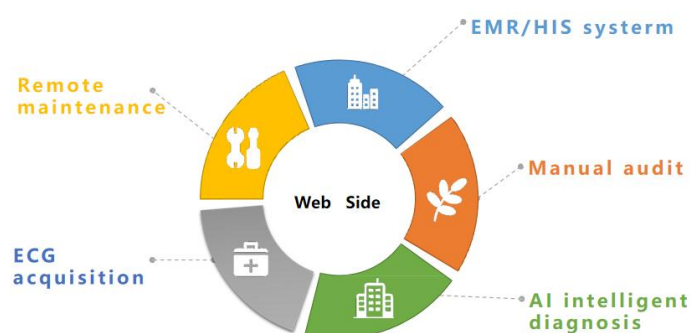 EMR/HIS systerm
Remote
maintenance
Manual audit
Web Side
ECG
acquisition
AI intelligent
diagnosis